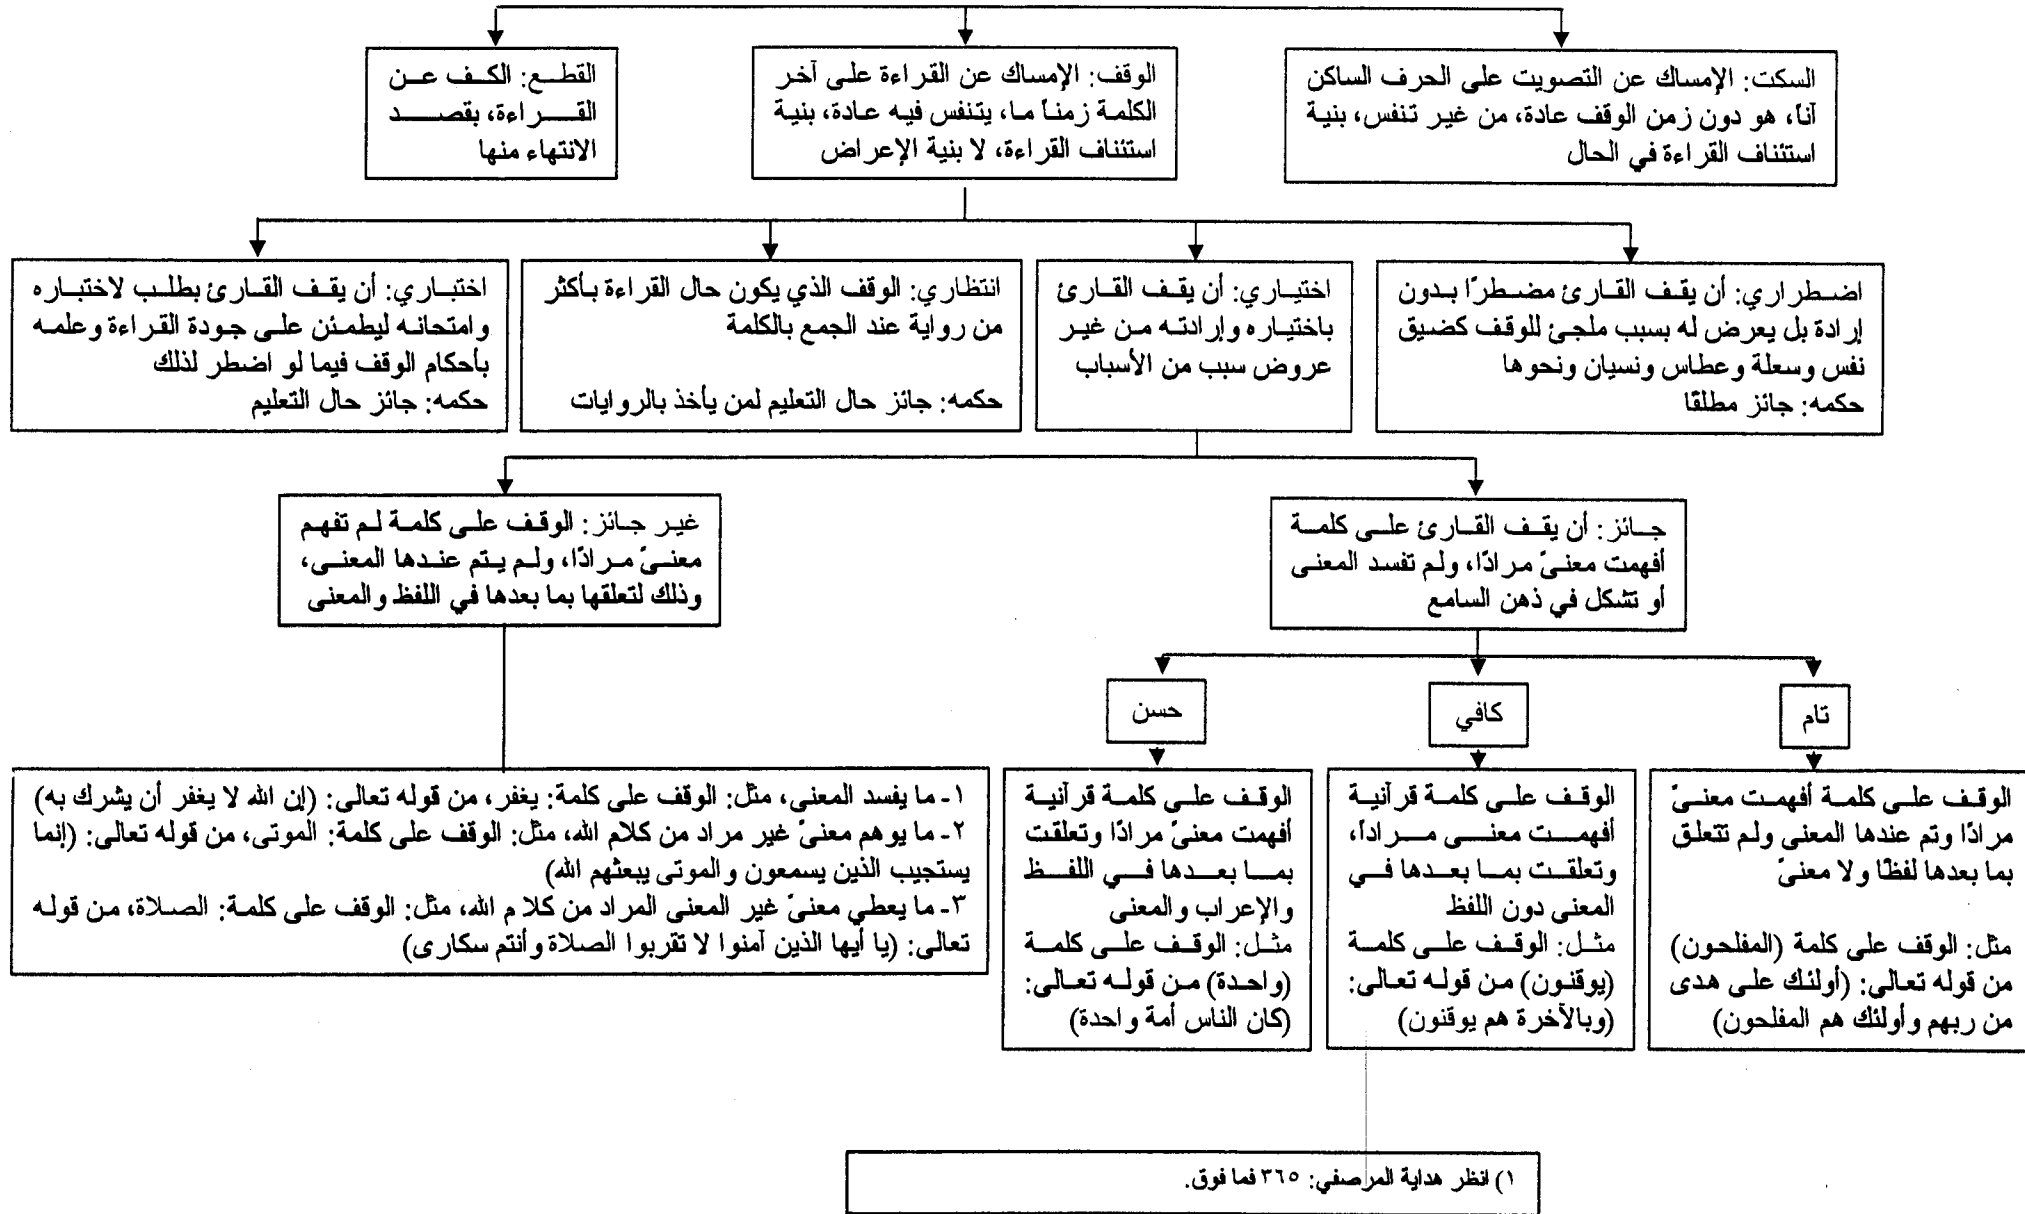 السكت: الإمساك عن التصويت على الحرف الساكن
آناً، هو دون زمن الوقف عادة، من غير تنفس، بنية
استئناف القراءة في الحال
الوقف: الإمساك عن القراءة على آخر
الكلمة زمناً ما، يتنفس فيه عادة، بنية
استئناف القراءة، لا بنية الإعراض
القطع: الكف عن
القراءة، بقصد
الانتهاء منها
اضطراري: أن يقف القارئ مضطرًا بدون
إرادة بل يعرض له بسبب ملجئ للوقف كضيق
نفس وسعلة وعطاس ونسيان ونحوها
حكمه: جائز مطلقًا
اختياري: أن يقف القارئ
باختياره وإرادته من غير
عروض سبب من الأسباب
انتظاري: الوقف الذي يكون حال القراءة بأكثر
من رواية عند الجمع بالكلمة
حكمه: جائز حال التعليم لمن يأخذ بالروايات
اختباري: أن يقف القارئ بطلب لاختباره
وامتحانه ليطمئن على جودة القراءة وعلمه
بأحكام الوقف فيما لو اضطر لذلك
حكمه: جائز حال التعليم
جائز: أن يقف القارئ على كلمة
أفهمت معنىً مرادًا، ولم تفسد المعنى
أو تشكل في ذهن السامع
غير جائز: الوقف على كلمة لم تفهم
معنىً مرادًا، ولم يتم عندها المعنى،
وذلك لتعلقها بما بعدها في اللفظ والمعنى
تام
كافي
حسن
الوقف على كلمة أفهمت معنىً
مرادًا وتم عندها المعنى ولم تتعلق
بما بعدها لفظًا ولا معنىً
مثل: الوقف على كلمة (المفلحون)
من قوله تعالى: (أولئك على هدى
من ربهم وأولئك هم المفلحون)
الوقف على كلمة قرآنية
أفهمت معنى مراداً،
وتعلقت بما بعدها في
المعنى دون اللفظ
مثل: الوقف على كلمة
(يوقنون) من قوله تعالى:
(وبالآخرة هم يوقنون)
الوقف على كلمة قرآنية
أفهمت معنىً مرادًا وتعلقت
بما بعدها في اللفظ
والإعراب والمعنى
مثل: الوقف على كلمة
(واحدة) من قوله تعالى:
(كان الناس أمة واحدة)
١- ما يفسد المعنى، مثل: الوقف على كلمة: يغفر، من قوله تعالى: (إن الله لا يغفر أن يشرك به)
٢- ما يوهم معنىً غير مراد من كلام الله، مثل: الوقف على كلمة: الموتى، من قوله تعالى: (إنما
يستجيب الذين يسمعون والموتى يبعثهم الله)
٣- ما يعطي معنىً غير المعنى المراد من كلام الله، مثل: الوقف على كلمة: الصلاة، من قوله
تعالى: (يا أيها الذين آمنوا لا تقربوا الصلاة وأنتم سكارى)
١) انظر هداية المرصفي: ٣٦٥ فما فوق.